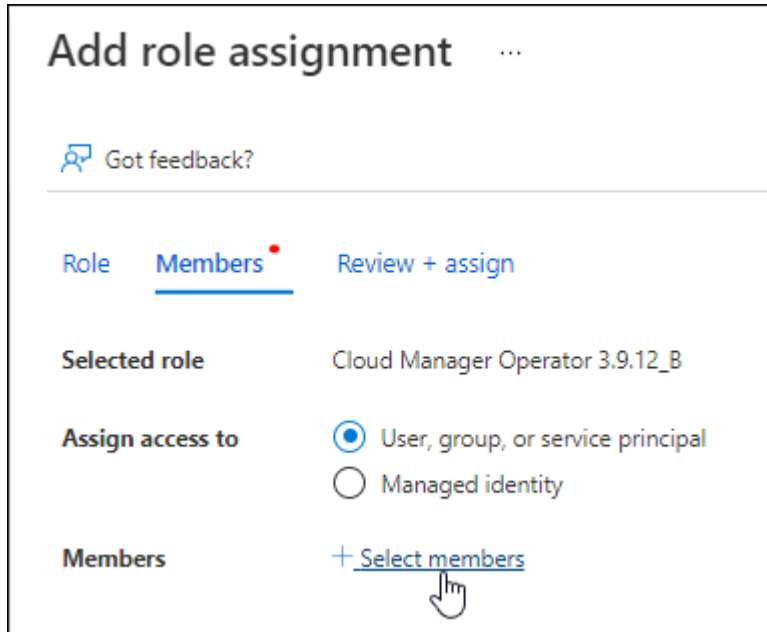 Add role assignment ...
Got feedback?
Role Members Review + assign
Selected role Cloud Manager Operator 3.9.12_B
Assign access to User, group, or service principal
Managed identity
Members + Select members